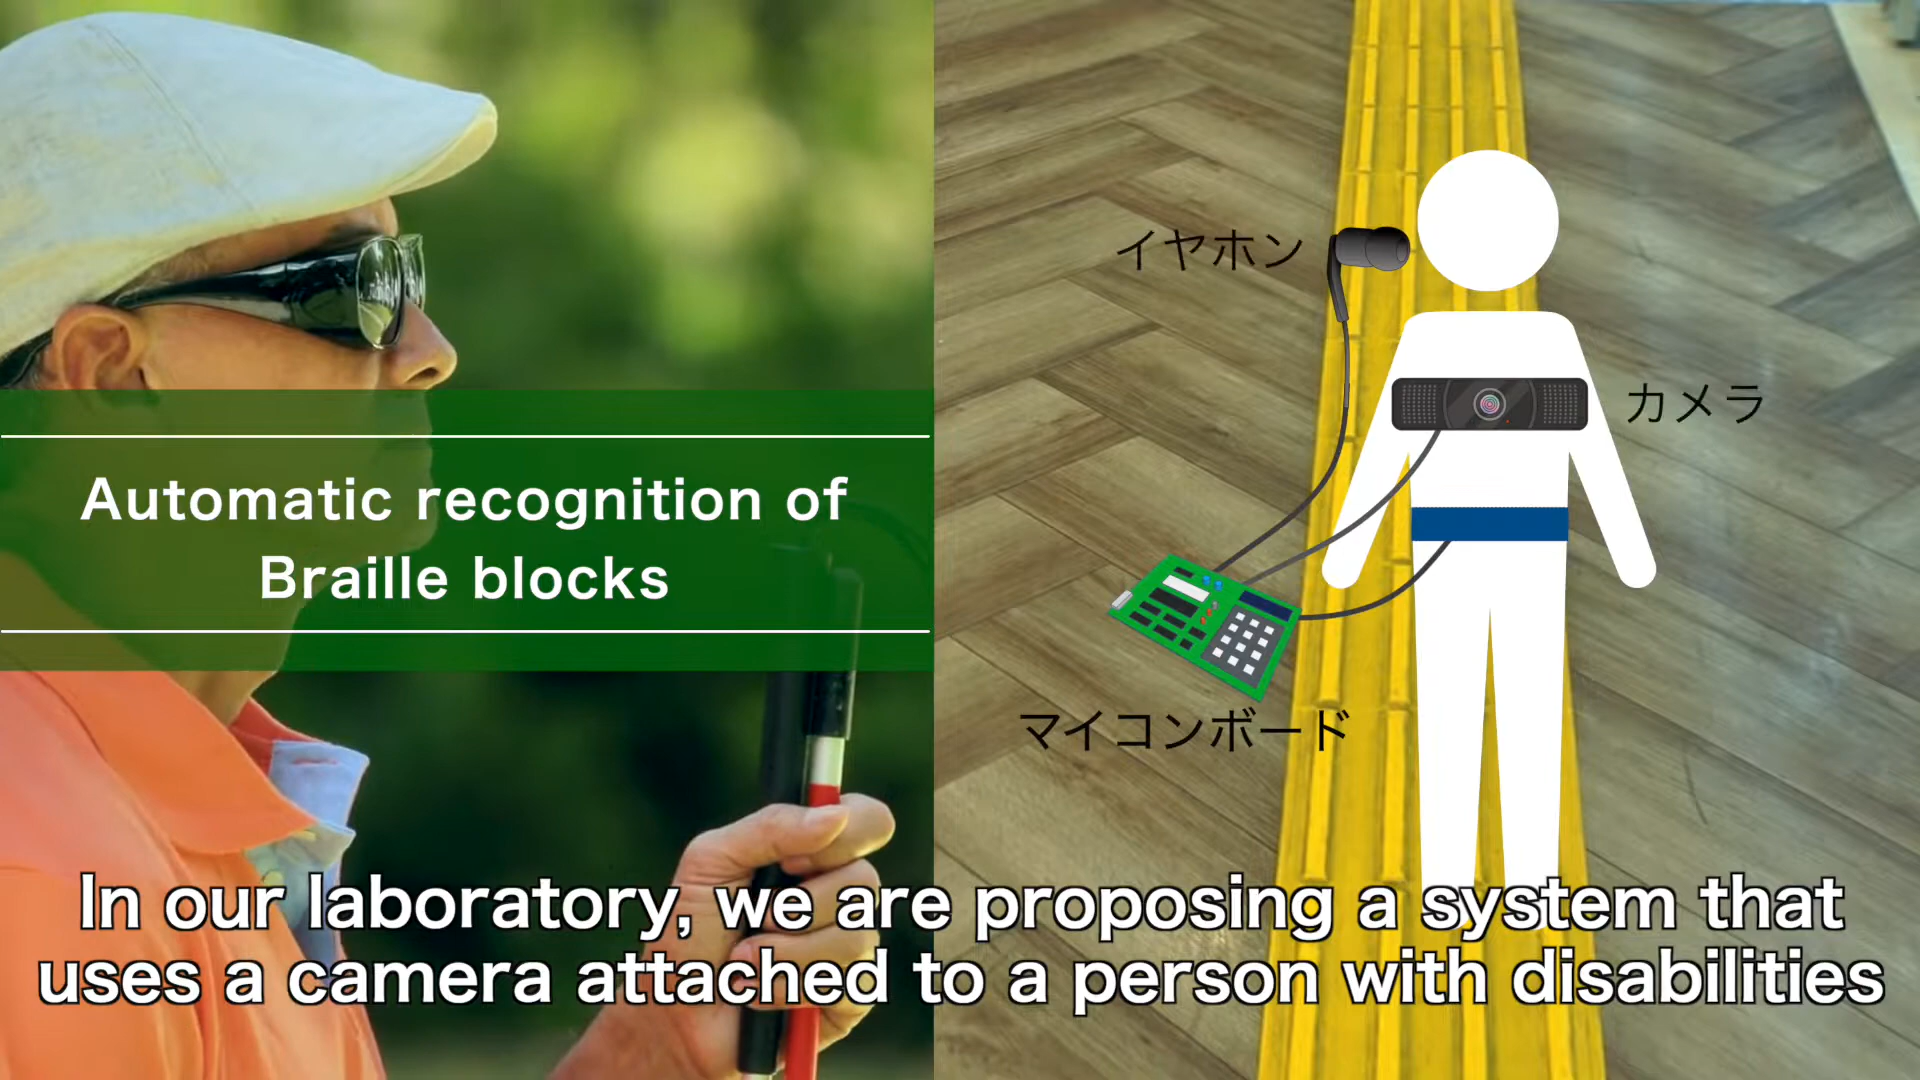 Automatic recognition of
Braille blocks
イヤホン
カメラ
マイコンボード
In our laboratory, we are proposing a system that
uses a camera attached to a person with disabilities